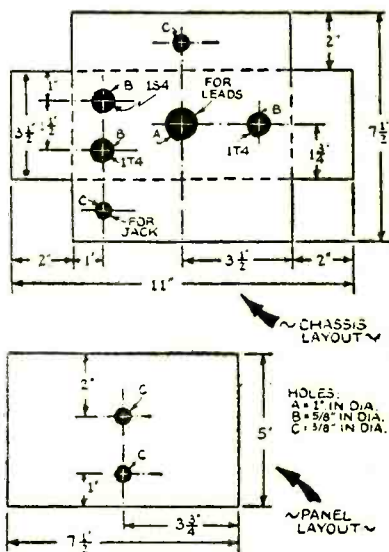 C
2"
1"
B
1S4
FOR
LEADS
B
3 1/2"
1/2"
B
A
1T4
1T4
1 3/4"
7 1/2"
C
FOR
JACK
2"
1"
3 1/2"
2"
11"
~CHASSIS
LAYOUT~
2"
C
HOLES:
A = 1" IN DIA.
B = 5/8" IN DIA.
C = 3/8" IN DIA.
5"
C
1"
3 3/4"
7 1/2"
~PANEL
LAYOUT~